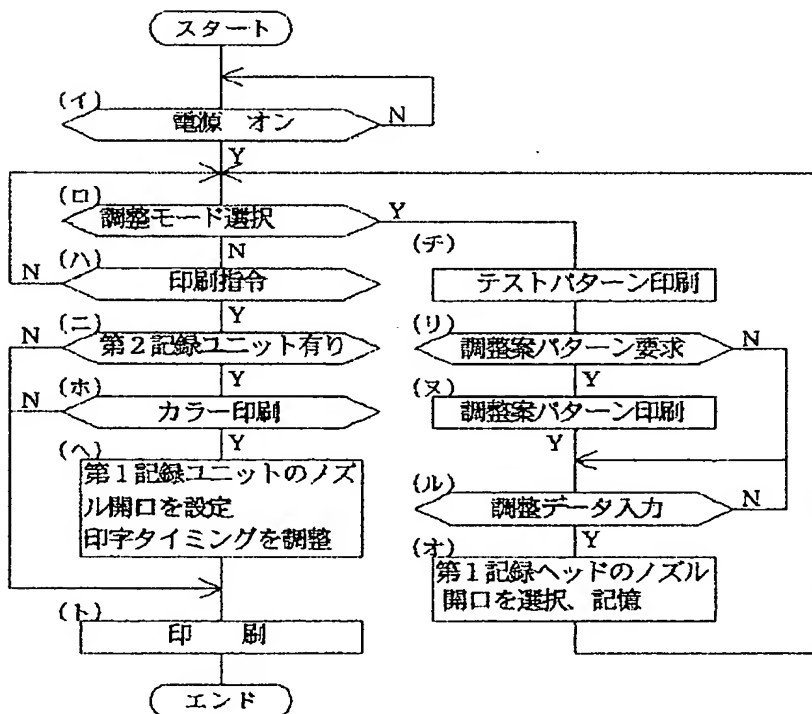 スタート
(イ)
電源 オン
N
Y
(ロ)
調整モード選択
Y
N
(ハ)
印刷指令
N
Y
(ニ)
第2記録ユニット有り
N
Y
(ホ)
カラー印刷
N
Y
(ヘ)
第1記録ユニットのノズ
ル開口を設定
印字タイミングを調整
(ト)
印 刷
エンド
(チ)
テストパターン印刷
(リ)
調整案パターン要求
N
Y
(ヌ)
調整案パターン印刷
Y
(ル)
調整データ入力
N
Y
(オ)
第1記録ヘッドのノズル
開口を選択、記憶